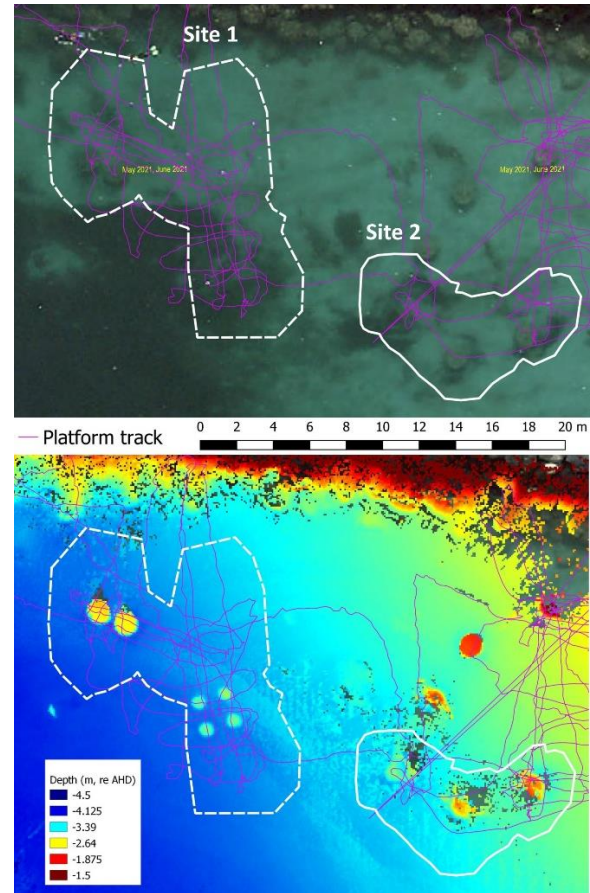 Site 1
May 2021, June 2021
May 2021, June 2021
Site 2
Platform track
0 2 4 6 8 10 12 14 16 18 20 m
Depth (m, re AHD)
-4.5
-4.125
-3.39
-2.64
-1.875
-1.5